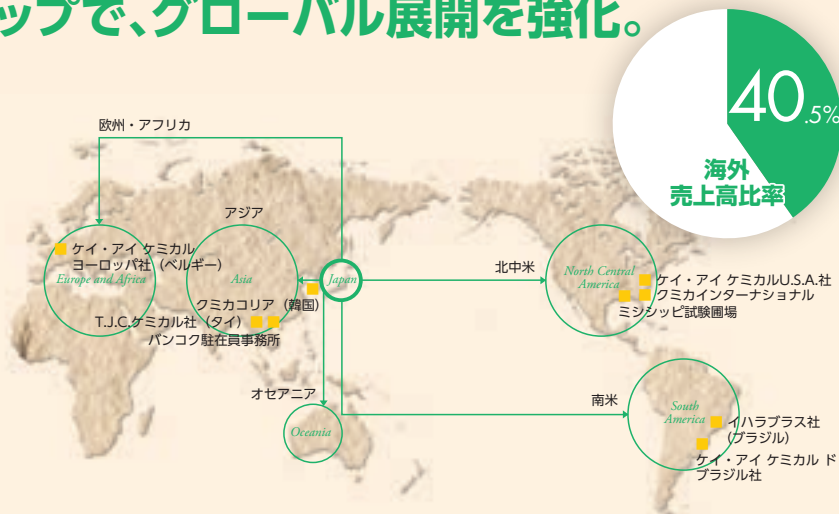 ップで、グローバル展開を強化。
40.5%
海外
売上高比率
欧州・アフリカ
アジア
ケイ・アイ ケミカル
ヨーロッパ社（ベルギー）
Europe and Africa
Asia
Japan
クミカコリア（韓国）
T.J.C.ケミカル社（タイ）
バンコク駐在員事務所
北中米
North Central
America
ケイ・アイ ケミカルU.S.A.社
クミカインターナショナル
ミシシッピ試験圃場
オセアニア
Oceania
南米
South
America
イハラブラス社
（ブラジル）
ケイ・アイ ケミカル ド
ブラジル社